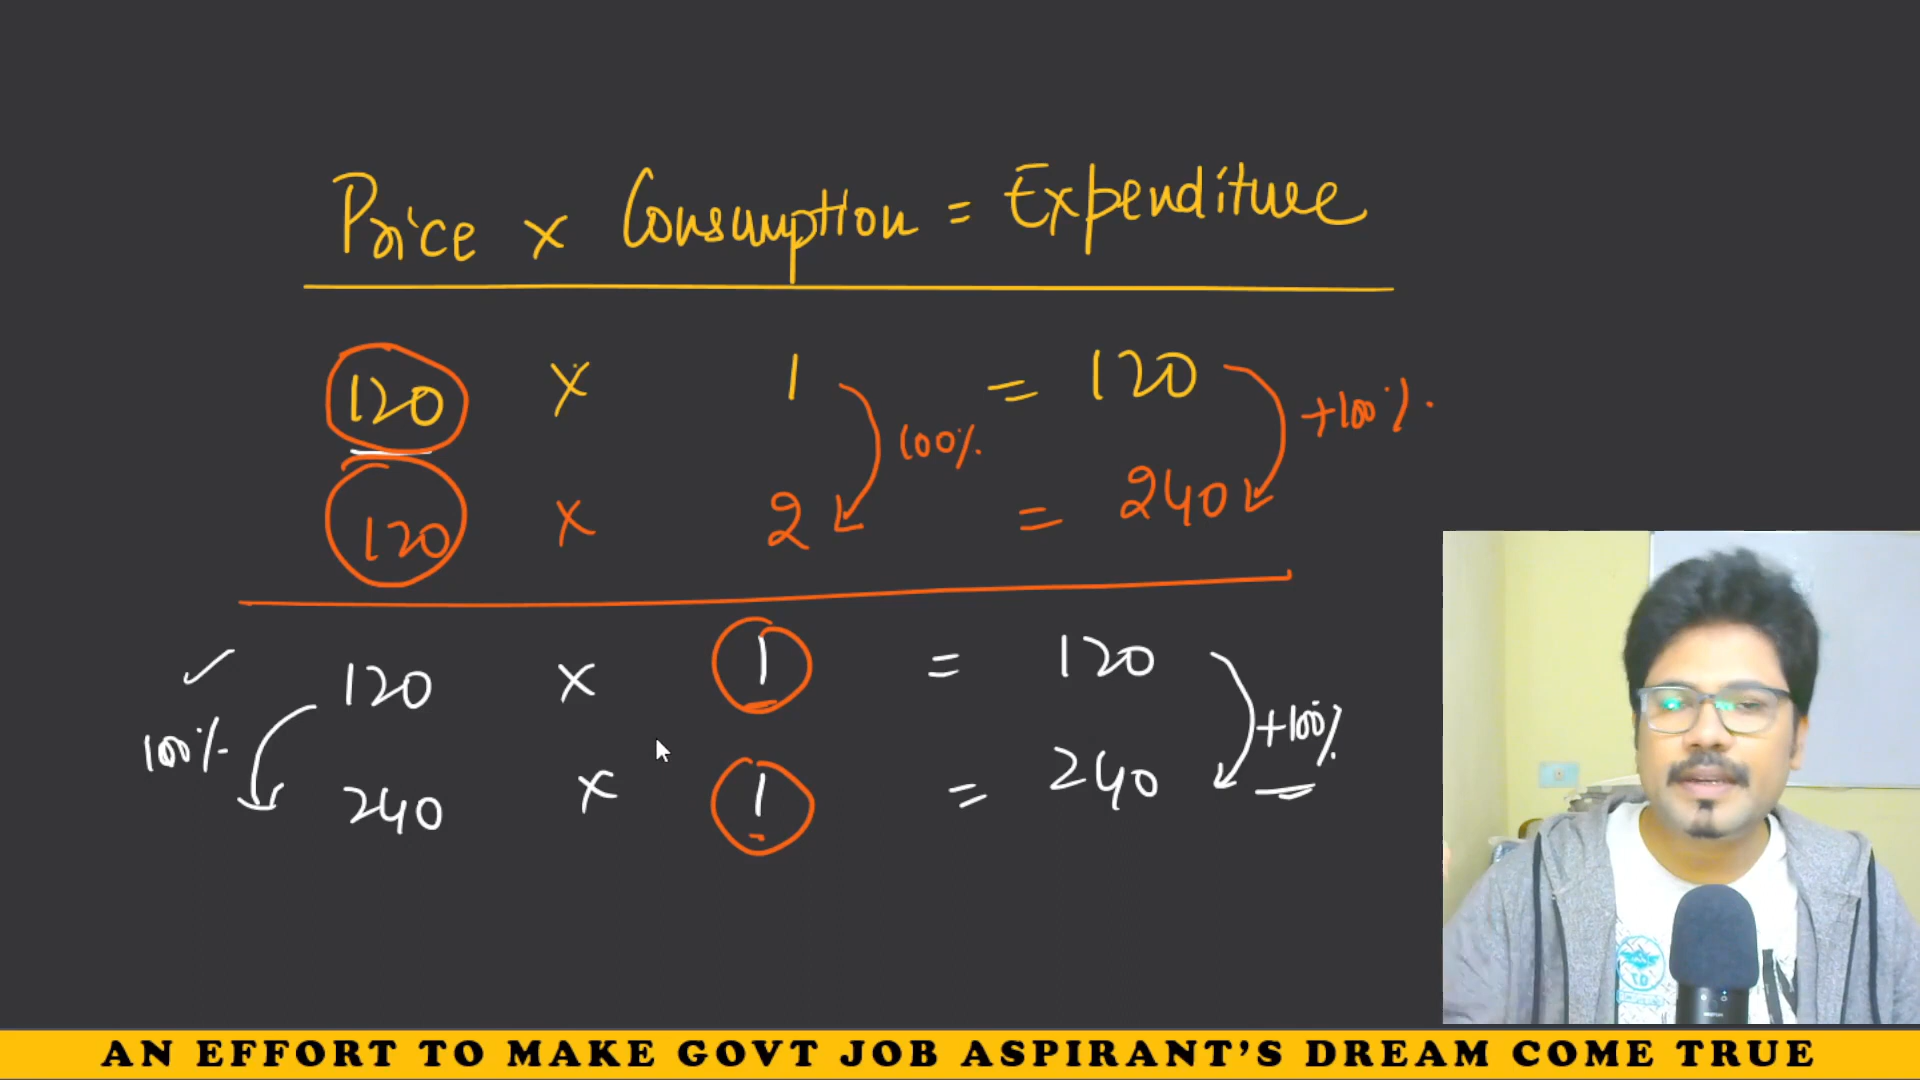 Price x Consumption = Expenditure
120 x 1 = 120
100% +100%.
120 x 2 = 240
120 x 1 = 120
100% +100%
240 x 1 = 240
AN EFFORT TO MAKE GOVT JOB ASPIRANT'S DREAM COME TRUE